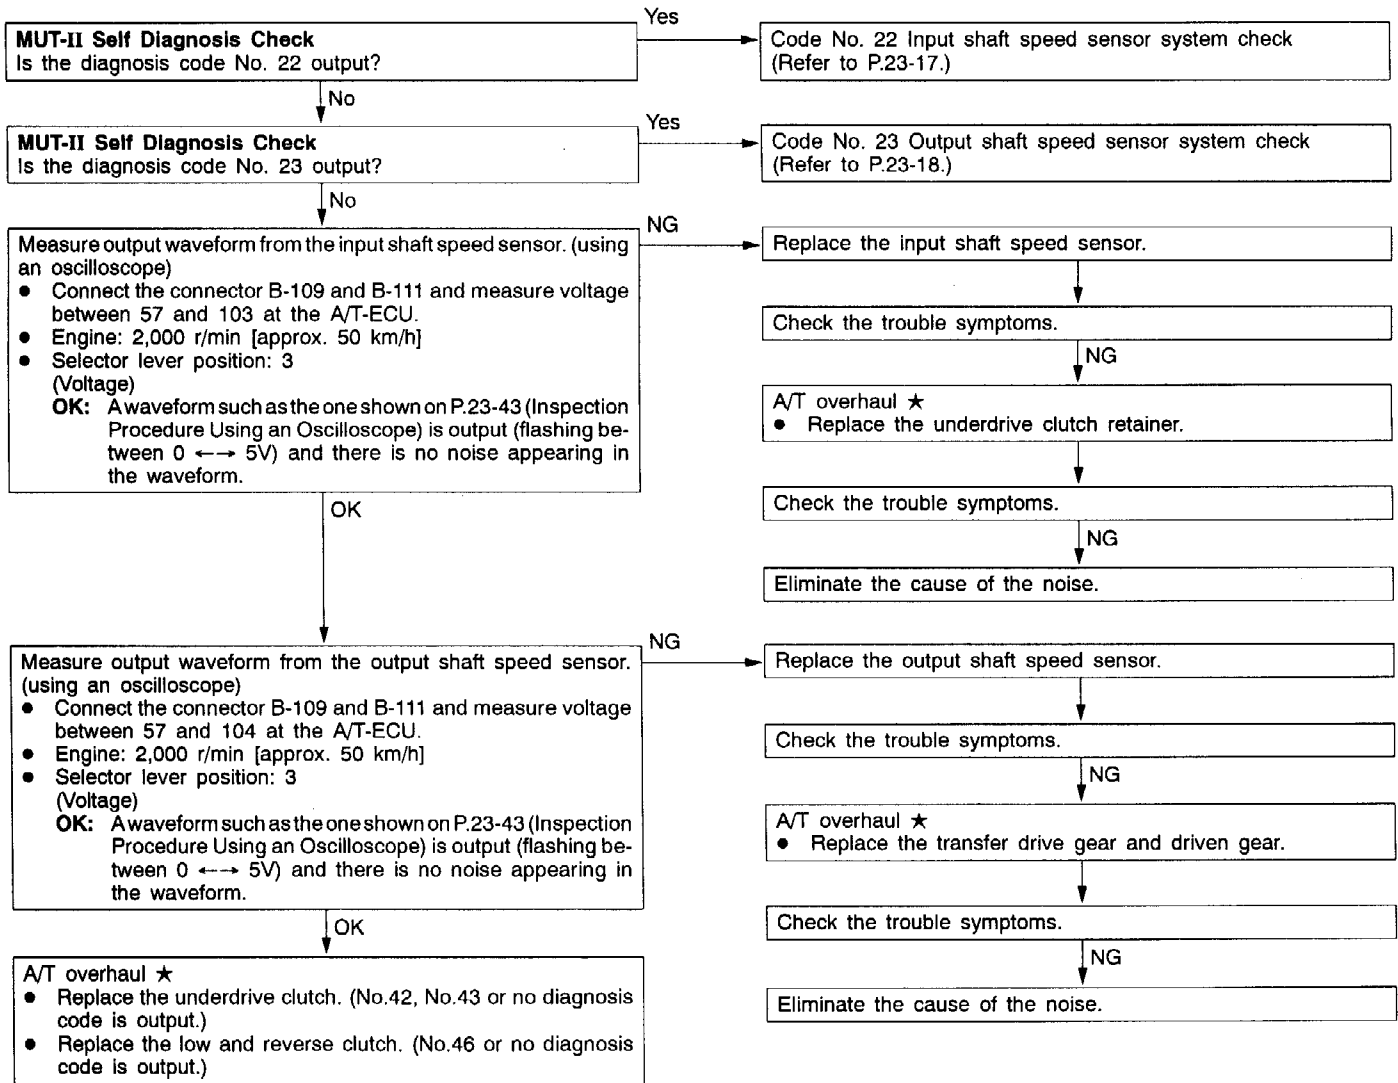 MUT-II Self Diagnosis Check
Is the diagnosis code No. 22 output?
Yes
Code No. 22 Input shaft speed sensor system check
(Refer to P.23-17.)
No
MUT-II Self Diagnosis Check
Is the diagnosis code No. 23 output?
Yes
Code No. 23 Output shaft speed sensor system check
(Refer to P.23-18.)
No
Measure output waveform from the input shaft speed sensor. (using
an oscilloscope)
● Connect the connector B-109 and B-111 and measure voltage
between 57 and 103 at the A/T-ECU.
● Engine: 2,000 r/min [approx. 50 km/h]
● Selector lever position: 3
(Voltage)
OK: A waveform such as the one shown on P.23-43 (Inspection
Procedure Using an Oscilloscope) is output (flashing be-
tween 0 ←→ 5V) and there is no noise appearing in
the waveform.
NG
Replace the input shaft speed sensor.
Check the trouble symptoms.
NG
A/T overhaul ★
● Replace the underdrive clutch retainer.
Check the trouble symptoms.
NG
Eliminate the cause of the noise.
OK
Measure output waveform from the output shaft speed sensor.
(using an oscilloscope)
● Connect the connector B-109 and B-111 and measure voltage
between 57 and 104 at the A/T-ECU.
● Engine: 2,000 r/min [approx. 50 km/h]
● Selector lever position: 3
(Voltage)
OK: A waveform such as the one shown on P.23-43 (Inspection
Procedure Using an Oscilloscope) is output (flashing be-
tween 0 ←→ 5V) and there is no noise appearing in
the waveform.
NG
Replace the output shaft speed sensor.
Check the trouble symptoms.
NG
A/T overhaul ★
● Replace the transfer drive gear and driven gear.
Check the trouble symptoms.
NG
Eliminate the cause of the noise.
OK
A/T overhaul ★
● Replace the underdrive clutch. (No.42, No.43 or no diagnosis
code is output.)
● Replace the low and reverse clutch. (No.46 or no diagnosis
code is output.)